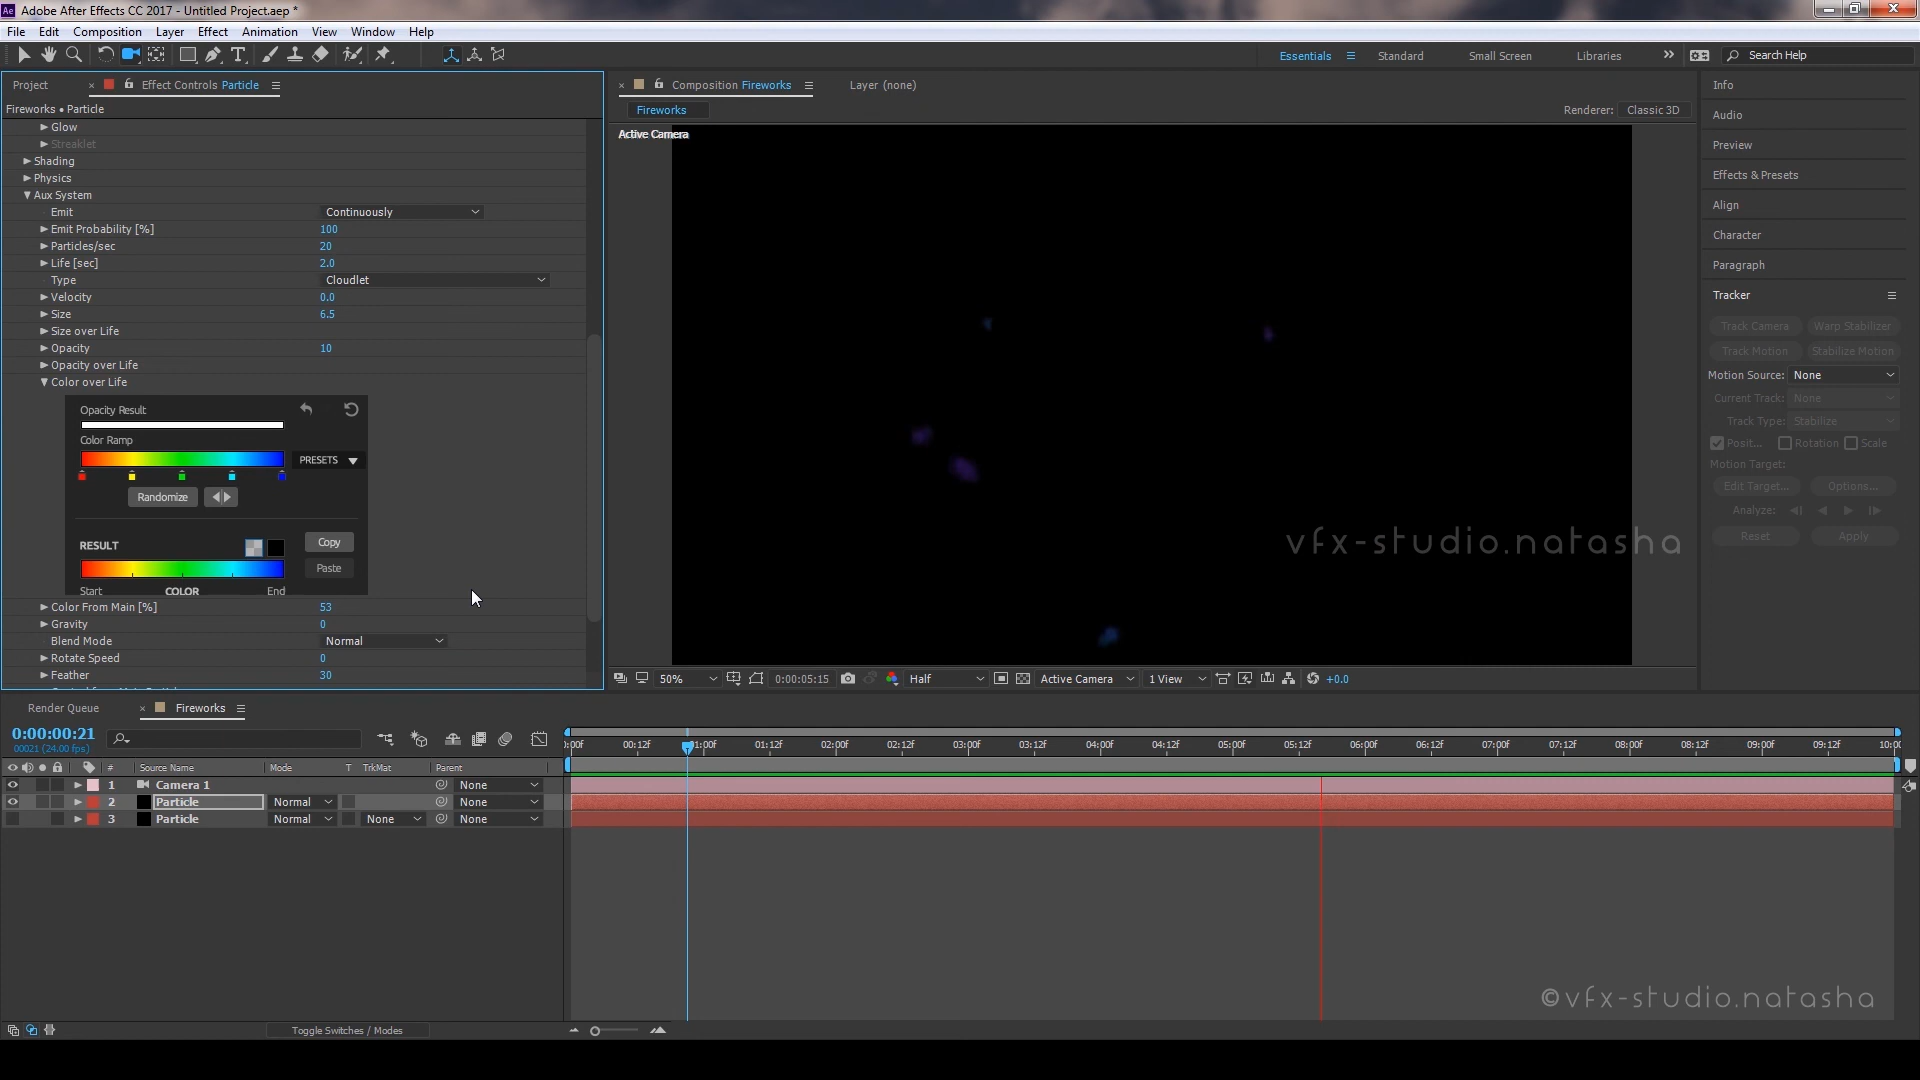 Adobe After Effects CC 2017 - Untitled Project.aep *
File Edit Composition Layer Effect Animation View Window Help
Essentials Standard Small Screen Libraries Search Help
Project Effect Controls Particle
Fireworks • Particle
Glow
Streaklet
Shading
Physics
Aux System
Emit Continuously
Emit Probability [%] 100
Particles/sec 20
Life [sec] 2.0
Type Cloudlet
Velocity 0.0
Size 6.5
Size over Life
Opacity 10
Opacity over Life
Color over Life
Opacity Result
Color Ramp
PRESETS
Randomize
RESULT Copy
Paste
Start COLOR End
Color From Main [%] 53
Gravity 0
Blend Mode Normal
Rotate Speed 0
Feather 30
Composition Fireworks Layer (none)
Fireworks Renderer: Classic 3D
Active Camera
vfx-studio.natasha
50% 0:00:05:15 Half Active Camera 1 View +0.0
Info
Audio
Preview
Effects & Presets
Align
Character
Paragraph
Tracker
Track Camera Warp Stabilizer
Track Motion Stabilize Motion
Motion Source: None
Current Track: None
Track Type: Stabilize
Posit... Rotation Scale
Motion Target:
Edit Target... Options...
Analyze:
Reset Apply
Render Queue Fireworks
0:00:00:21
00021 (24.00 fps)
:00f 00:12f 01:00f 01:12f 02:00f 02:12f 03:00f 03:12f 04:00f 04:12f 05:00f 05:12f 06:00f 06:12f 07:00f 07:12f 08:00f 08:12f 09:00f 09:12f 10:00
# Source Name Mode T TrkMat Parent
1 Camera 1 None
2 Particle Normal None
3 Particle Normal None None
©vfx-studio.natasha
Toggle Switches / Modes